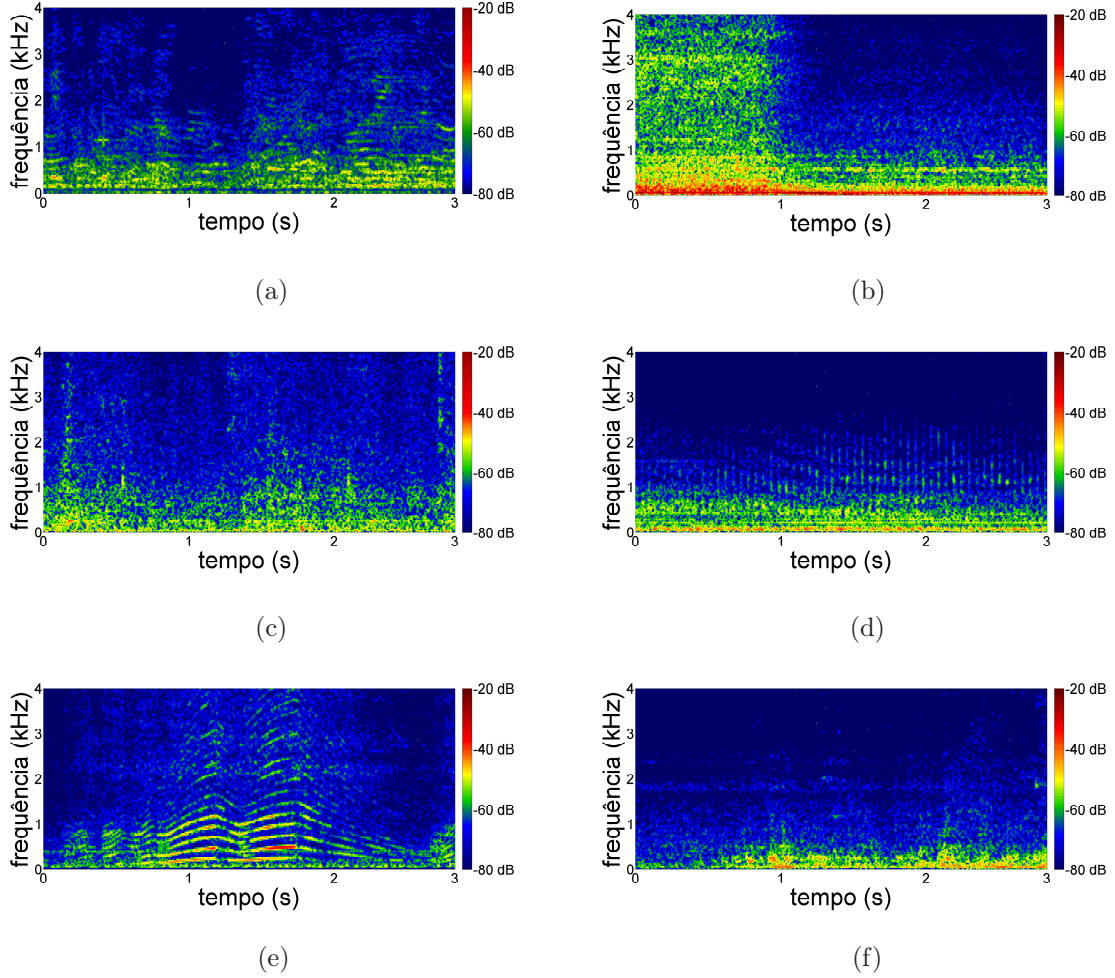 frequência (kHz)
4
3
2
1
0
0
1
2
3
tempo (s)
-20 dB
-40 dB
-60 dB
-80 dB
(a)
frequência (kHz)
4
3
2
1
0
0
1
2
3
tempo (s)
-20 dB
-40 dB
-60 dB
-80 dB
(b)
frequência (kHz)
4
3
2
1
0
0
1
2
3
tempo (s)
-20 dB
-40 dB
-60 dB
-80 dB
(c)
frequência (kHz)
4
3
2
1
0
0
1
2
3
tempo (s)
-20 dB
-40 dB
-60 dB
-80 dB
(d)
frequência (kHz)
4
3
2
1
0
0
1
2
3
tempo (s)
-20 dB
-40 dB
-60 dB
-80 dB
(e)
frequência (kHz)
4
3
2
1
0
0
1
2
3
tempo (s)
-20 dB
-40 dB
-60 dB
-80 dB
(f)